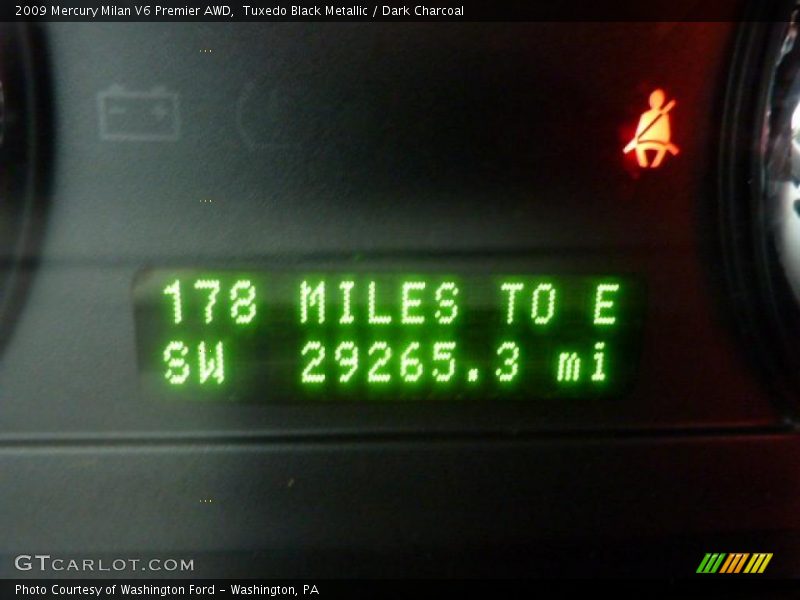 2009 Mercury Milan V6 Premier AWD,  Tuxedo Black Metallic / Dark Charcoal
178 MILES TO E
SW 29265.3 mi
GTCARLOT.COM
Photo Courtesy of Washington Ford - Washington, PA